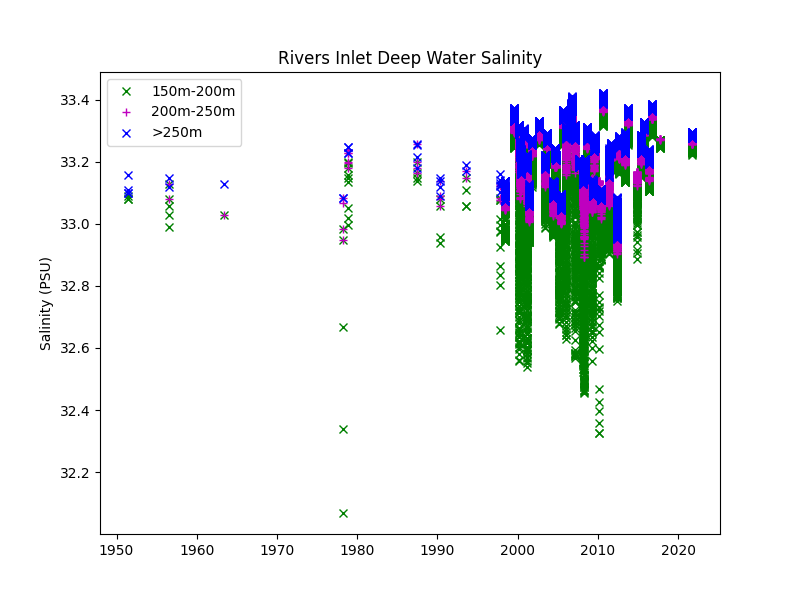 Rivers Inlet Deep Water Salinity
150m-200m
200m-250m
>250m
Salinity (PSU)
33.4
33.2
33.0
32.8
32.6
32.4
32.2
1950 1960 1970 1980 1990 2000 2010 2020